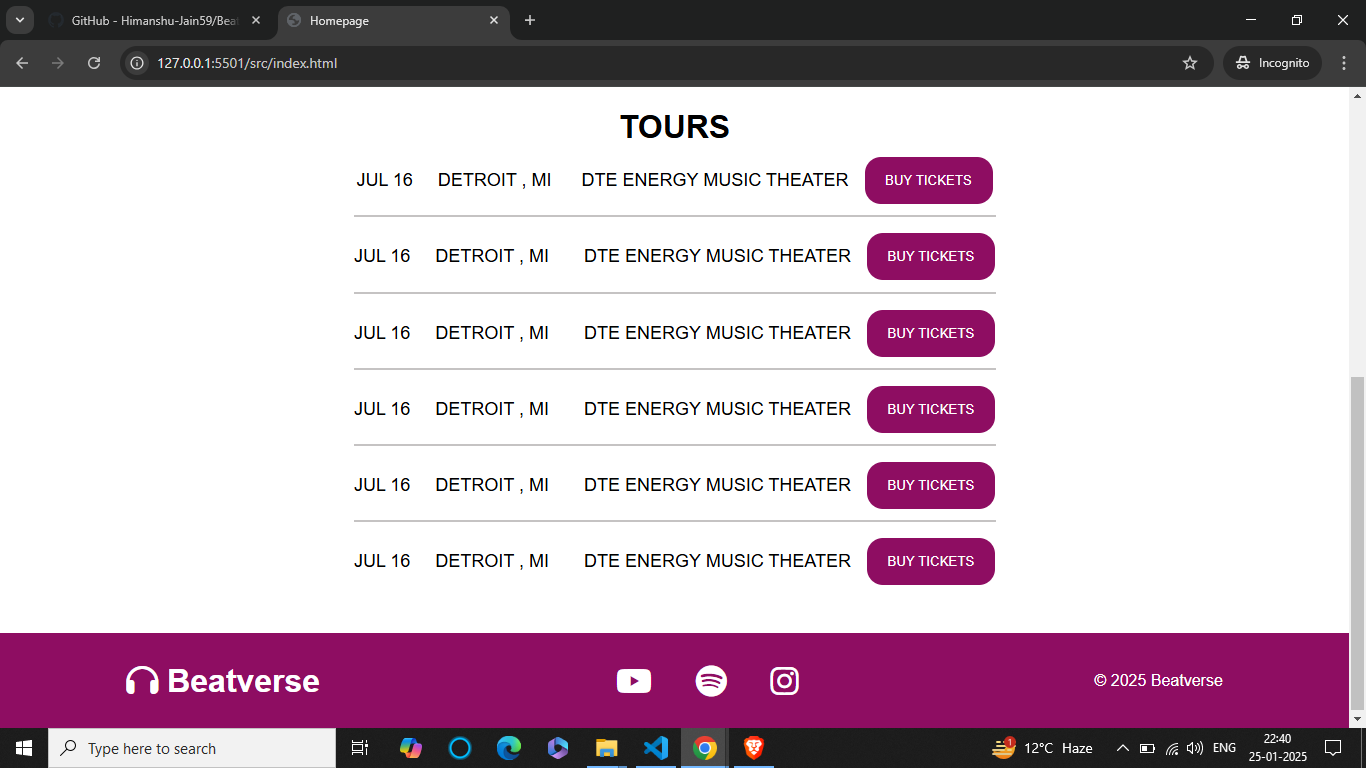 GitHub - Himanshu-Jain59/Beat
Homepage
127.0.0.1:5501/src/index.html
Incognito
TOURS
JUL 16 DETROIT , MI DTE ENERGY MUSIC THEATER BUY TICKETS
JUL 16 DETROIT , MI DTE ENERGY MUSIC THEATER BUY TICKETS
JUL 16 DETROIT , MI DTE ENERGY MUSIC THEATER BUY TICKETS
JUL 16 DETROIT , MI DTE ENERGY MUSIC THEATER BUY TICKETS
JUL 16 DETROIT , MI DTE ENERGY MUSIC THEATER BUY TICKETS
JUL 16 DETROIT , MI DTE ENERGY MUSIC THEATER BUY TICKETS
Beatverse
© 2025 Beatverse
Type here to search
1
12°C Haze
ENG
22:40
25-01-2025